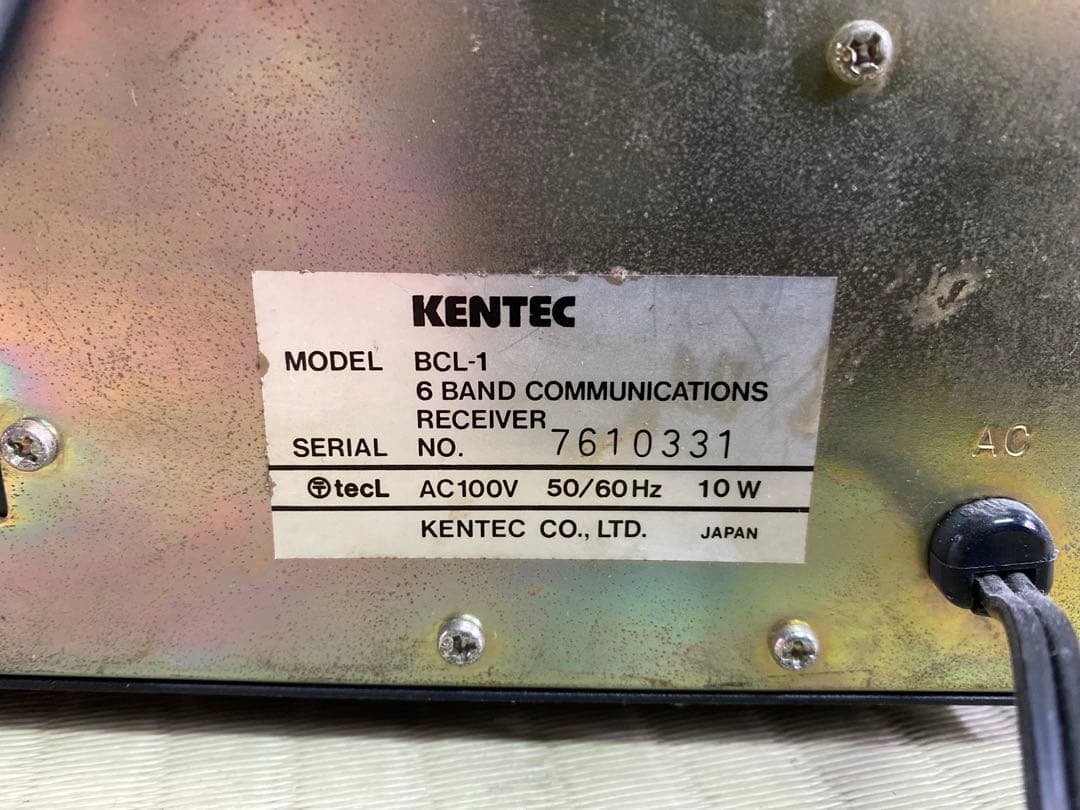 KENTEC
MODEL BCL-1
6 BAND COMMUNICATIONS
RECEIVER
SERIAL NO. 7610331
〒 tecL AC100V 50/60Hz 10W
KENTEC CO., LTD. JAPAN
AC